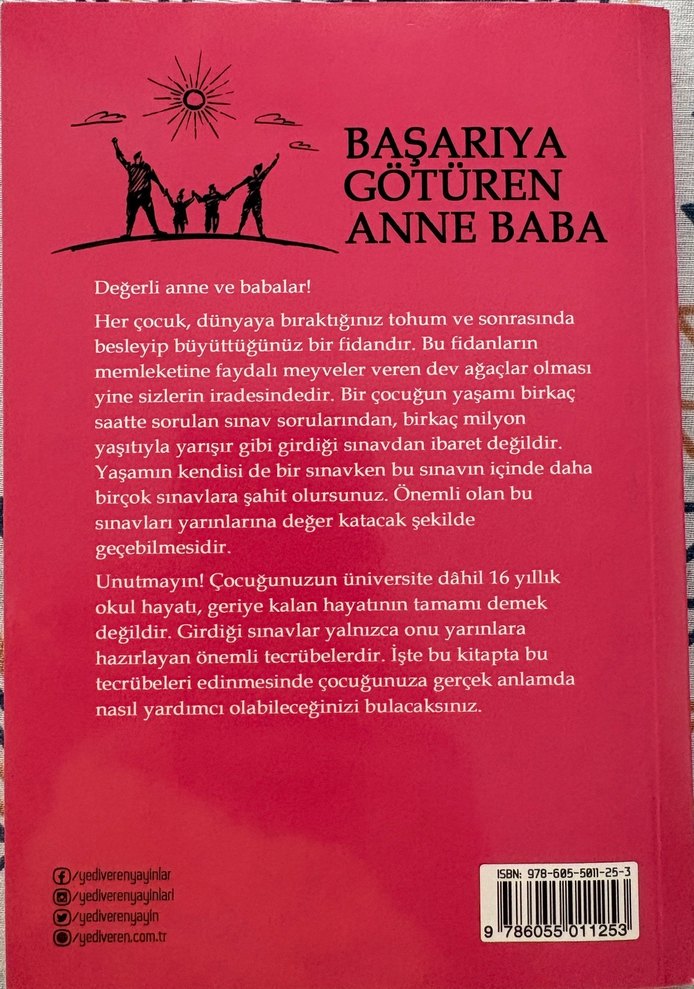 BAŞARIYA
GÖTÜREN
ANNE BABA
Değerli anne ve babalar!
Her çocuk, dünyaya bıraktığınız tohum ve sonrasında
besleyip büyüttüğünüz bir fidandır. Bu fidanların
memleketine faydalı meyveler veren dev ağaçlar olması
yine sizlerin iradesindedir. Bir çocuğun yaşamı birkaç
saatte sorulan sınav sorularından, birkaç milyon
yaşıtıyla yarışır gibi girdiği sınavdan ibaret değildir.
Yaşamın kendisi de bir sınavken bu sınavın içinde daha
birçok sınavlara şahit olursunuz. Önemli olan bu
sınavları yarınlarına değer katacak şekilde
geçebilmesidir.
Unutmayın! Çocuğunuzun üniversite dâhil 16 yıllık
okul hayatı, geriye kalan hayatının tamamı demek
değildir. Girdiği sınavlar yalnızca onu yarınlara
hazırlayan önemli tecrübelerdir. İşte bu kitapta bu
tecrübeleri edinmesinde çocuğunuza gerçek anlamda
nasıl yardımcı olabileceğinizi bulacaksınız.
/yediverenyayinlar
/yediverenyayinlari
/yediverenyayin
/yediveren.com.tr
ISBN: 978-605-5011-25-3
9 786055 011253